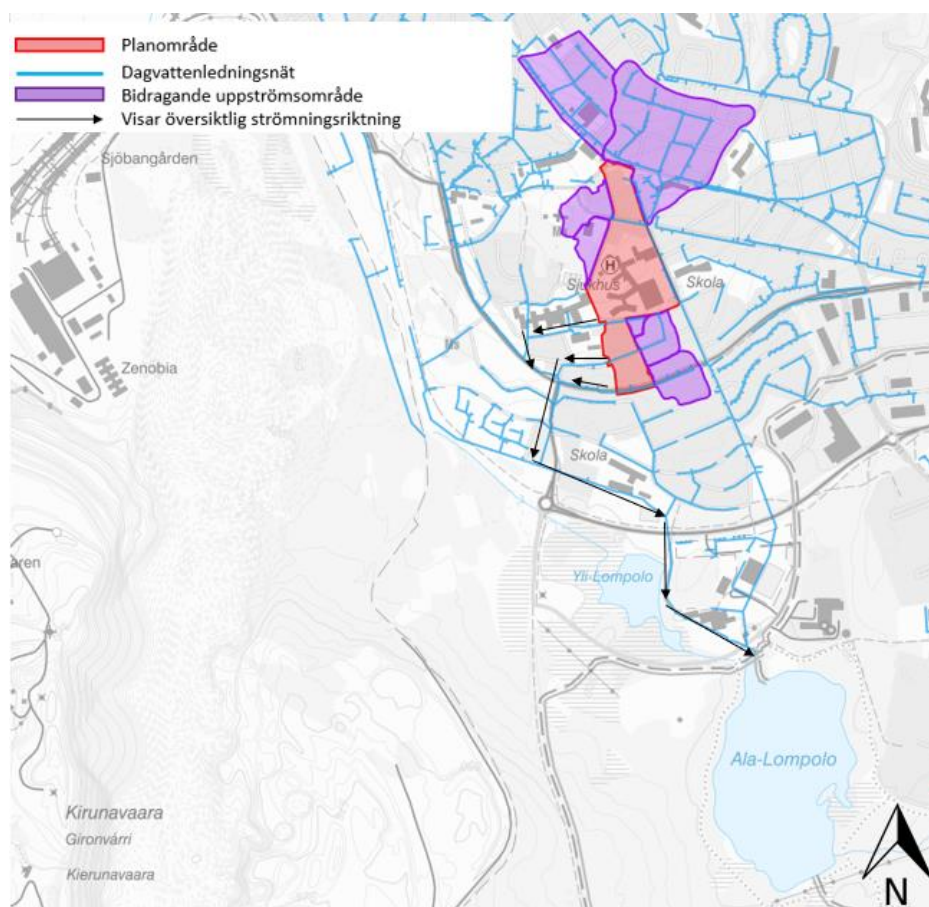 Planområde
Dagvattenledningsnät
Bidragande uppströmsområde
Visar översiktlig strömningsriktning
Sjöbangården
H
Sjukhus
Skola
Zenobia
Skola
Yli-Lompolo
aren
Ala-Lompolo
Kirunavaara
Gironvárri
Kierunavaara
N